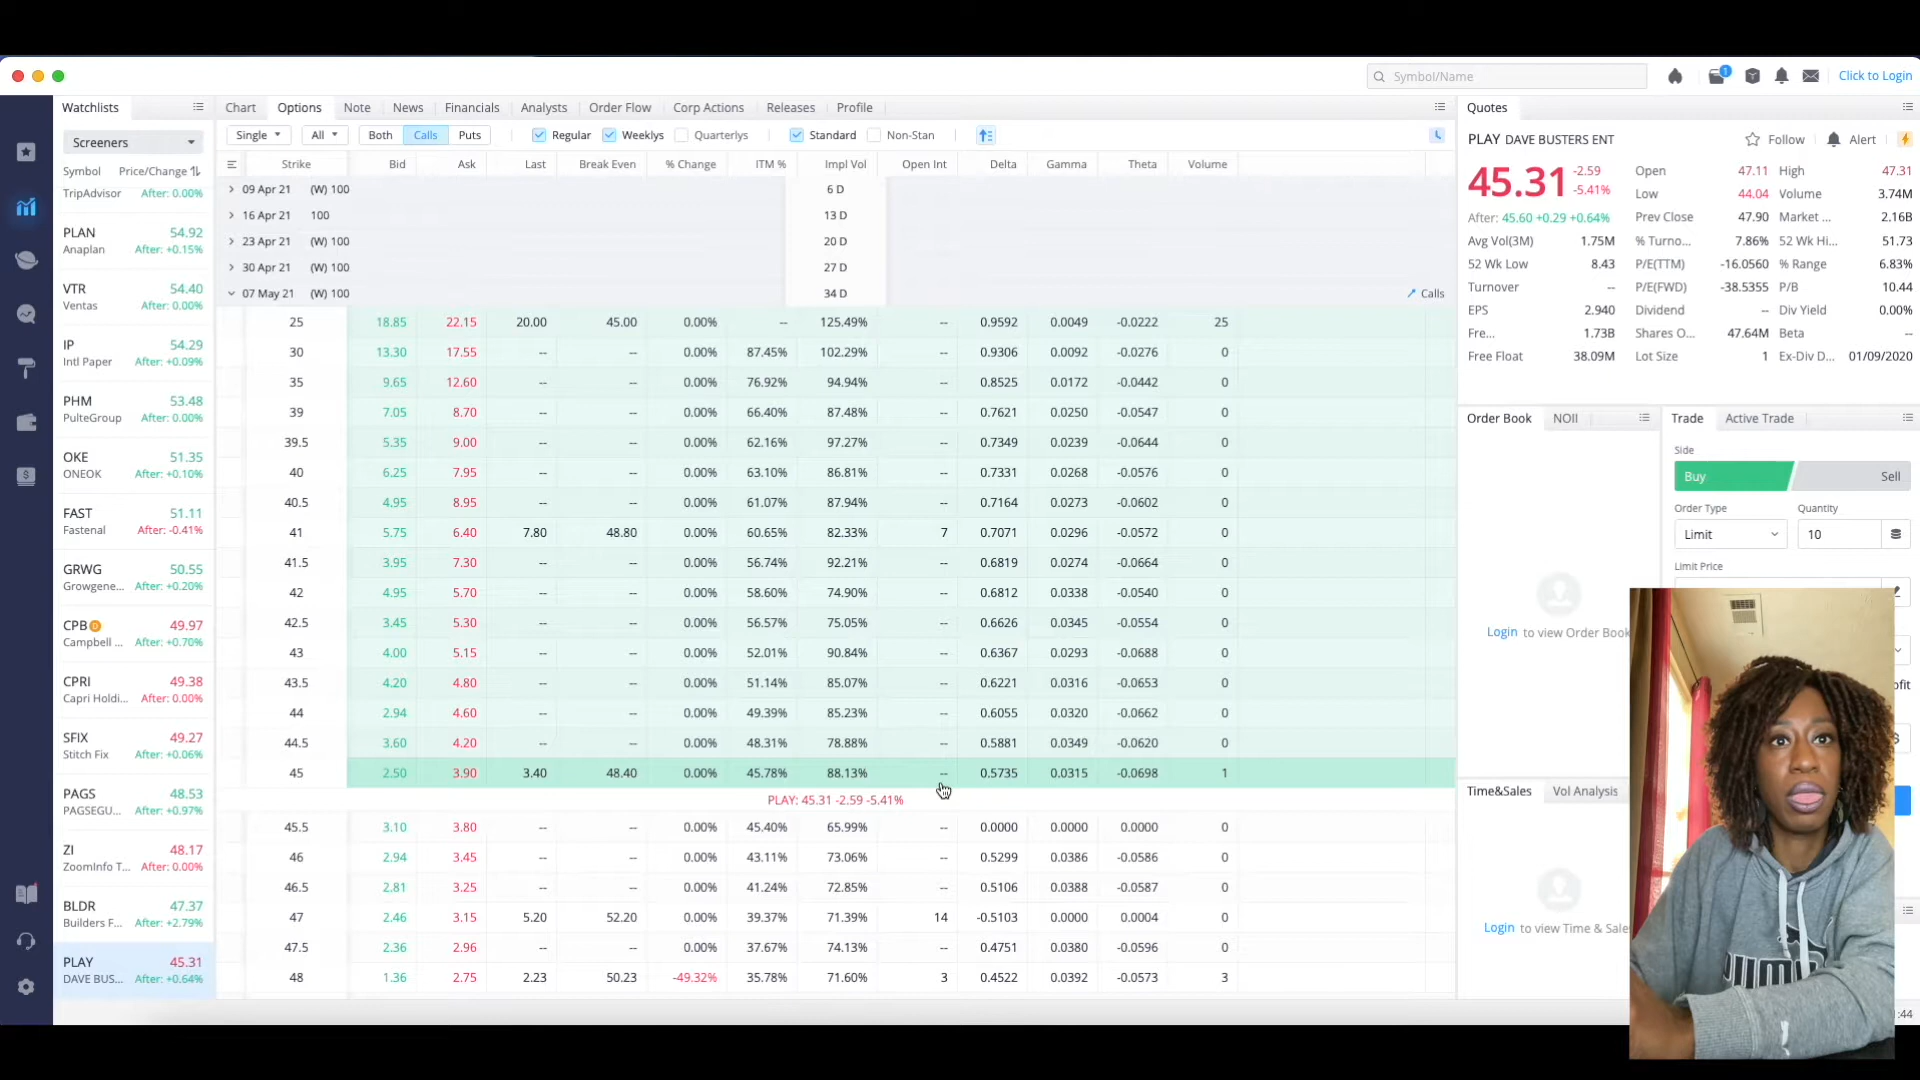 Symbol/Name
1
Click to Login
Watchlists
Screeners
Symbol Price/Change
TripAdvisor After: 0.00%
PLAN 54.92
Anaplan After: +0.15%
VTR 54.40
Ventas After: 0.00%
IP 54.29
Intl Paper After: +0.09%
PHM 53.48
PulteGroup After: 0.00%
OKE 51.35
ONEOK After: +0.10%
FAST 51.11
Fastenal After: -0.41%
GRWG 50.55
Growgene... After: +0.20%
CPB D 49.97
Campbell ... After: +0.70%
CPRI 49.38
Capri Holdi... After: 0.00%
SFIX 49.27
Stitch Fix After: +0.06%
PAGS 48.53
PAGSEGU... After: +0.97%
ZI 48.17
ZoomInfo T... After: 0.00%
BLDR 47.37
Builders F... After: +2.79%
PLAY 45.31
DAVE BUS... After: +0.64%
Chart Options Note News Financials Analysts Order Flow Corp Actions Releases Profile
Single All Both Calls Puts Regular Weeklys Quarterlys Standard Non-Stan
Strike Bid Ask Last Break Even % Change ITM % Impl Vol Open Int Delta Gamma Theta Volume
09 Apr 21 (W) 100 6 D
16 Apr 21 100 13 D
23 Apr 21 (W) 100 20 D
30 Apr 21 (W) 100 27 D
07 May 21 (W) 100 34 D Calls
25 18.85 22.15 20.00 45.00 0.00% -- 125.49% -- 0.9592 0.0049 -0.0222 25
30 13.30 17.55 -- -- 0.00% 87.45% 102.29% -- 0.9306 0.0092 -0.0276 0
35 9.65 12.60 -- -- 0.00% 76.92% 94.94% -- 0.8525 0.0172 -0.0442 0
39 7.05 8.70 -- -- 0.00% 66.40% 87.48% -- 0.7621 0.0250 -0.0547 0
39.5 5.35 9.00 -- -- 0.00% 62.16% 97.27% -- 0.7349 0.0239 -0.0644 0
40 6.25 7.95 -- -- 0.00% 63.10% 86.81% -- 0.7331 0.0268 -0.0576 0
40.5 4.95 8.95 -- -- 0.00% 61.07% 87.94% -- 0.7164 0.0273 -0.0602 0
41 5.75 6.40 7.80 48.80 0.00% 60.65% 82.33% 7 0.7071 0.0296 -0.0572 0
41.5 3.95 7.30 -- -- 0.00% 56.74% 92.21% -- 0.6819 0.0274 -0.0664 0
42 4.95 5.70 -- -- 0.00% 58.60% 74.90% -- 0.6812 0.0338 -0.0540 0
42.5 3.45 5.30 -- -- 0.00% 56.57% 75.05% -- 0.6626 0.0345 -0.0554 0
43 4.00 5.15 -- -- 0.00% 52.01% 90.84% -- 0.6367 0.0293 -0.0688 0
43.5 4.20 4.80 -- -- 0.00% 51.14% 85.07% -- 0.6221 0.0316 -0.0653 0
44 2.94 4.60 -- -- 0.00% 49.39% 85.23% -- 0.6055 0.0320 -0.0662 0
44.5 3.60 4.20 -- -- 0.00% 48.31% 78.88% -- 0.5881 0.0349 -0.0620 0
45 2.50 3.90 3.40 48.40 0.00% 45.78% 88.13% -- 0.5735 0.0315 -0.0698 1
PLAY: 45.31 -2.59 -5.41%
45.5 3.10 3.80 -- -- 0.00% 45.40% 65.99% -- 0.0000 0.0000 0.0000 0
46 2.94 3.45 -- -- 0.00% 43.11% 73.06% -- 0.5299 0.0386 -0.0586 0
46.5 2.81 3.25 -- -- 0.00% 41.24% 72.85% -- 0.5106 0.0388 -0.0587 0
47 2.46 3.15 5.20 52.20 0.00% 39.37% 71.39% 14 -0.5103 0.0000 0.0004 0
47.5 2.36 2.96 -- -- 0.00% 37.67% 74.13% -- 0.4751 0.0380 -0.0596 0
48 1.36 2.75 2.23 50.23 -49.32% 35.78% 71.60% 3 0.4522 0.0392 -0.0573 3
Quotes
PLAY DAVE BUSTERS ENT Follow Alert
45.31 -2.59 -5.41%
After: 45.60 +0.29 +0.64%
Open 47.11 High 47.31
Low 44.04 Volume 3.74M
Prev Close 47.90 Market ... 2.16B
Avg Vol(3M) 1.75M % Turno... 7.86% 52 Wk Hi... 51.73
52 Wk Low 8.43 P/E(TTM) -16.0560 % Range 6.83%
Turnover -- P/E(FWD) -38.5355 P/B 10.44
EPS 2.940 Dividend -- Div Yield 0.00%
Fre... 1.73B Shares O... 47.64M Beta --
Free Float 38.09M Lot Size 1 Ex-Div D... 01/09/2020
Order Book NOII
Login to view Order Book
Time&Sales Vol Analysis
Login to view Time & Sale
Trade Active Trade
Side
Buy Sell
Order Type Quantity
Limit 10
Limit Price
ofit
:44
PUMA